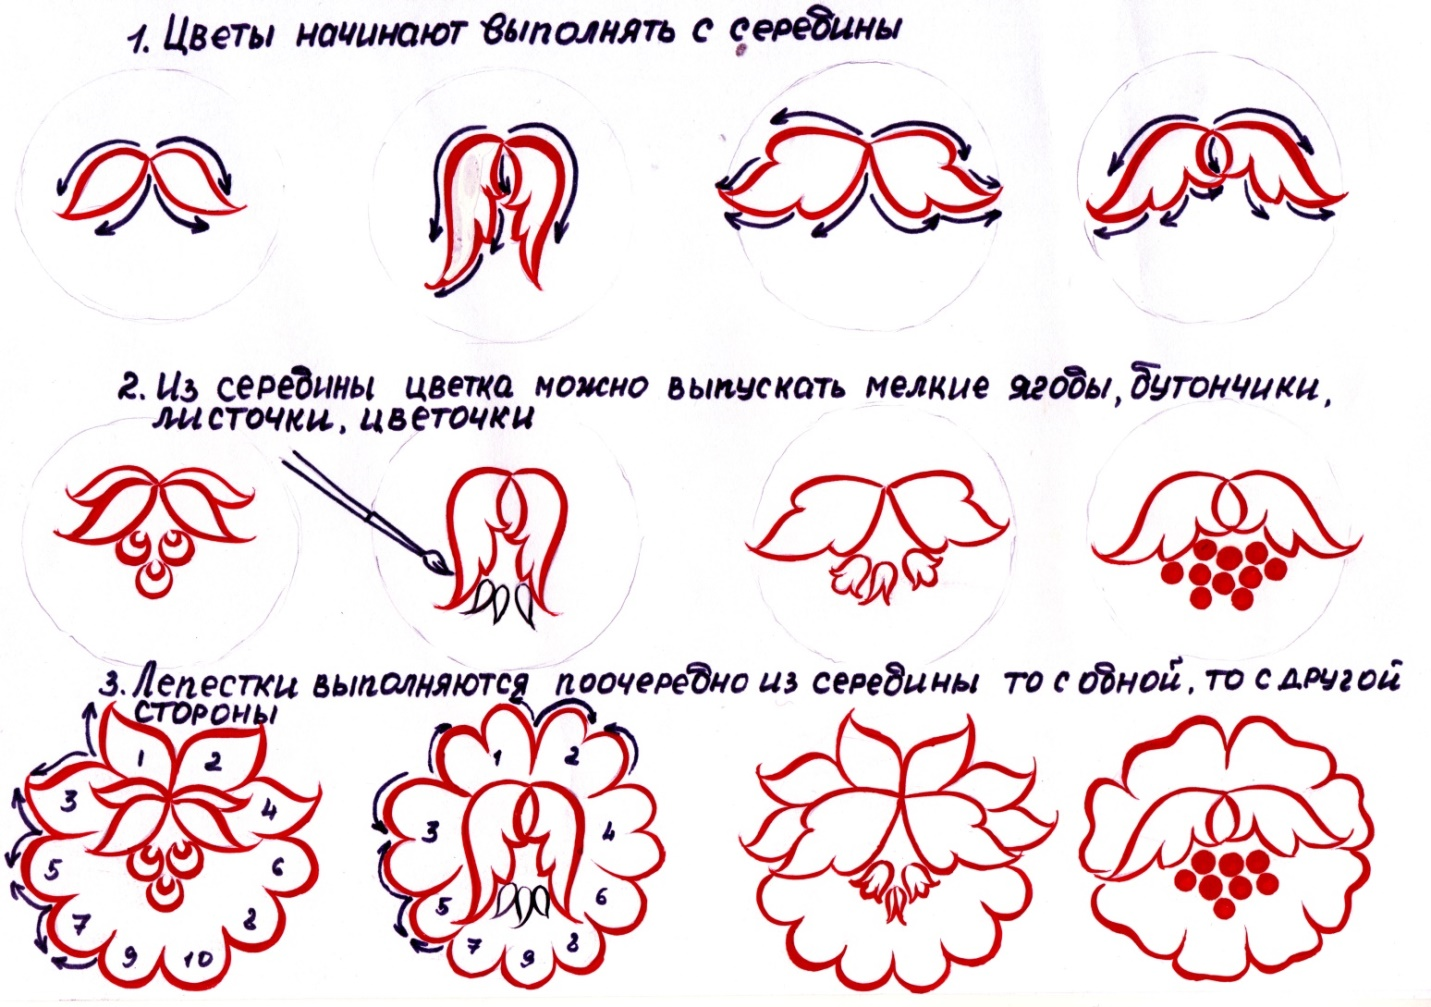 1. Цветы начинают выполнять с середины
2. Из середины цветка можно выпускать мелкие ягоды, бутончики,
листочки, цветочки
3. Лепестки выполняются поочередно из середины то с одной, то с другой
стороны
1 2
3 4
5 6
7 8
9 10
1 2
3 4
5 6
7 8
9